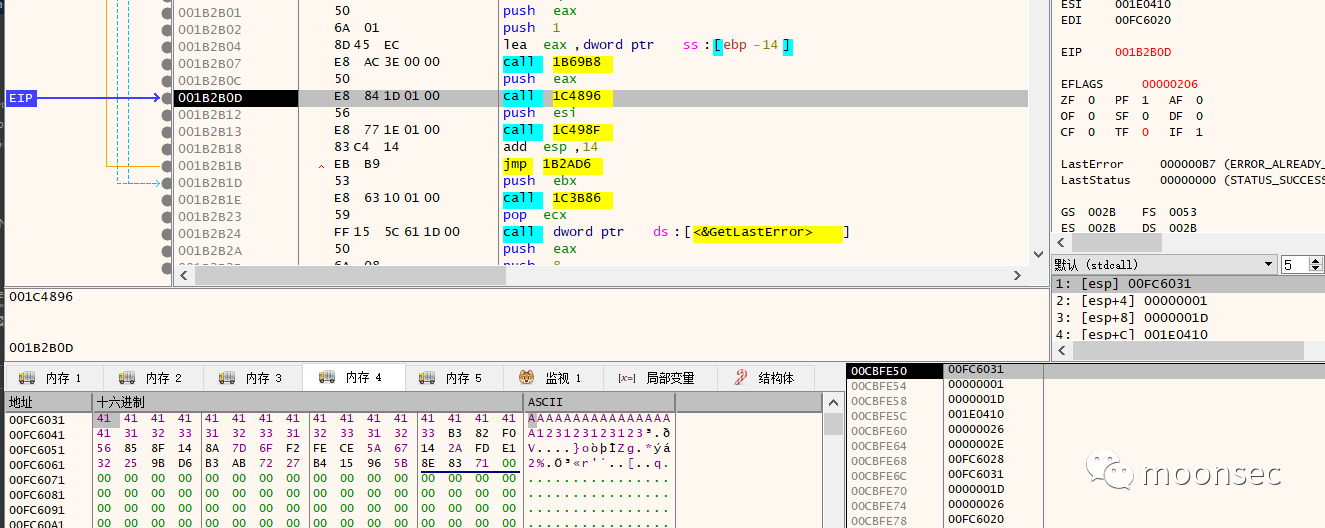 001B2B01 50 push eax
001B2B02 6A 01 push 1
001B2B04 8D 45 EC lea eax ,dword ptr ss:[ebp -14 ]
001B2B07 E8 AC 3E 00 00 call 1B69B8
001B2B0C 50 push eax
EIP 001B2B0D E8 84 1D 01 00 call 1C4896
001B2B12 56 push esi
001B2B13 E8 77 1E 01 00 call 1C498F
001B2B18 83 C4 14 add esp ,14
001B2B1B EB B9 jmp 1B2AD6
001B2B1D 53 push ebx
001B2B1E E8 63 10 01 00 call 1C3B86
001B2B23 59 pop ecx
001B2B24 FF 15 5C 61 1D 00 call dword ptr ds:[<&GetLastError> ]
001B2B2A 50 push eax
ESI 001E0410
EDI 00FC6020
EIP 001B2B0D
EFLAGS 00000206
ZF 0 PF 1 AF 0
OF 0 SF 0 DF 0
CF 0 TF 0 IF 1
LastError 000000B7 (ERROR_ALREADY_
LastStatus 00000000 (STATUS_SUCCESS
GS 002B FS 0053
ES 002B DS 002B
默认 (stdcall) 5
1: [esp] 00FC6031
2: [esp+4] 00000001
3: [esp+8] 0000001D
4: [esp+C] 001E0410
001C4896
001B2B0D
内存 1 内存 2 内存 3 内存 4 内存 5 监视 1 [x=] 局部变量 结构体
地址 十六进制 ASCII
00FC6031 41 41 41 41 41 41 41 41 41 41 41 41 41 41 41 41 AAAAAAAAAAAAAAAA
00FC6041 41 31 32 33 31 32 33 31 32 33 31 32 33 B3 82 F0 A123123123123³.ð
00FC6051 56 85 8F 14 8A 7D 6F F2 FE CE 5A 67 14 2A FD E1 V....}oòþÎZg.*ýá
00FC6061 32 25 9B D6 B3 AB 72 27 B4 15 96 5B 8E 83 71 00 2%.Ö³«r'´..[..q.
00FC6071 00 00 00 00 00 00 00 00 00 00 00 00 00 00 00 00 ................
00FC6081 00 00 00 00 00 00 00 00 00 00 00 00 00 00 00 00 ................
00FC6091 00 00 00 00 00 00 00 00 00 00 00 00 00 00 00 00 ................
00FC60A1 00 00 00 00 00 00 00 00 00 00 00 00 00 00 00 00
00CBFE50 00FC6031
00CBFE54 00000001
00CBFE58 0000001D
00CBFE5C 001E0410
00CBFE60 00000026
00CBFE64 0000002E
00CBFE68 00FC6028
00CBFE6C 00FC6031
00CBFE70 0000001D
00CBFE74 00000026
00CBFE78 00FC6020
moonsec